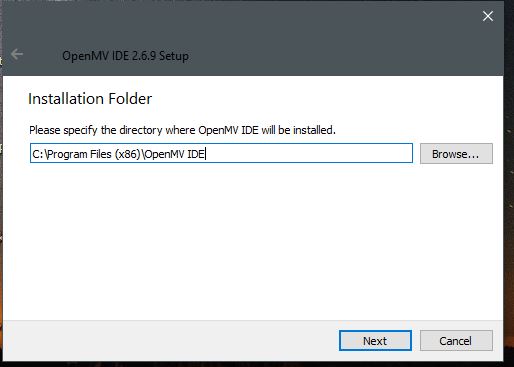 OpenMV IDE 2.6.9 Setup
Installation Folder
Please specify the directory where OpenMV IDE will be installed.
C:\Program Files (x86)\OpenMV IDE
Browse...
Next
Cancel